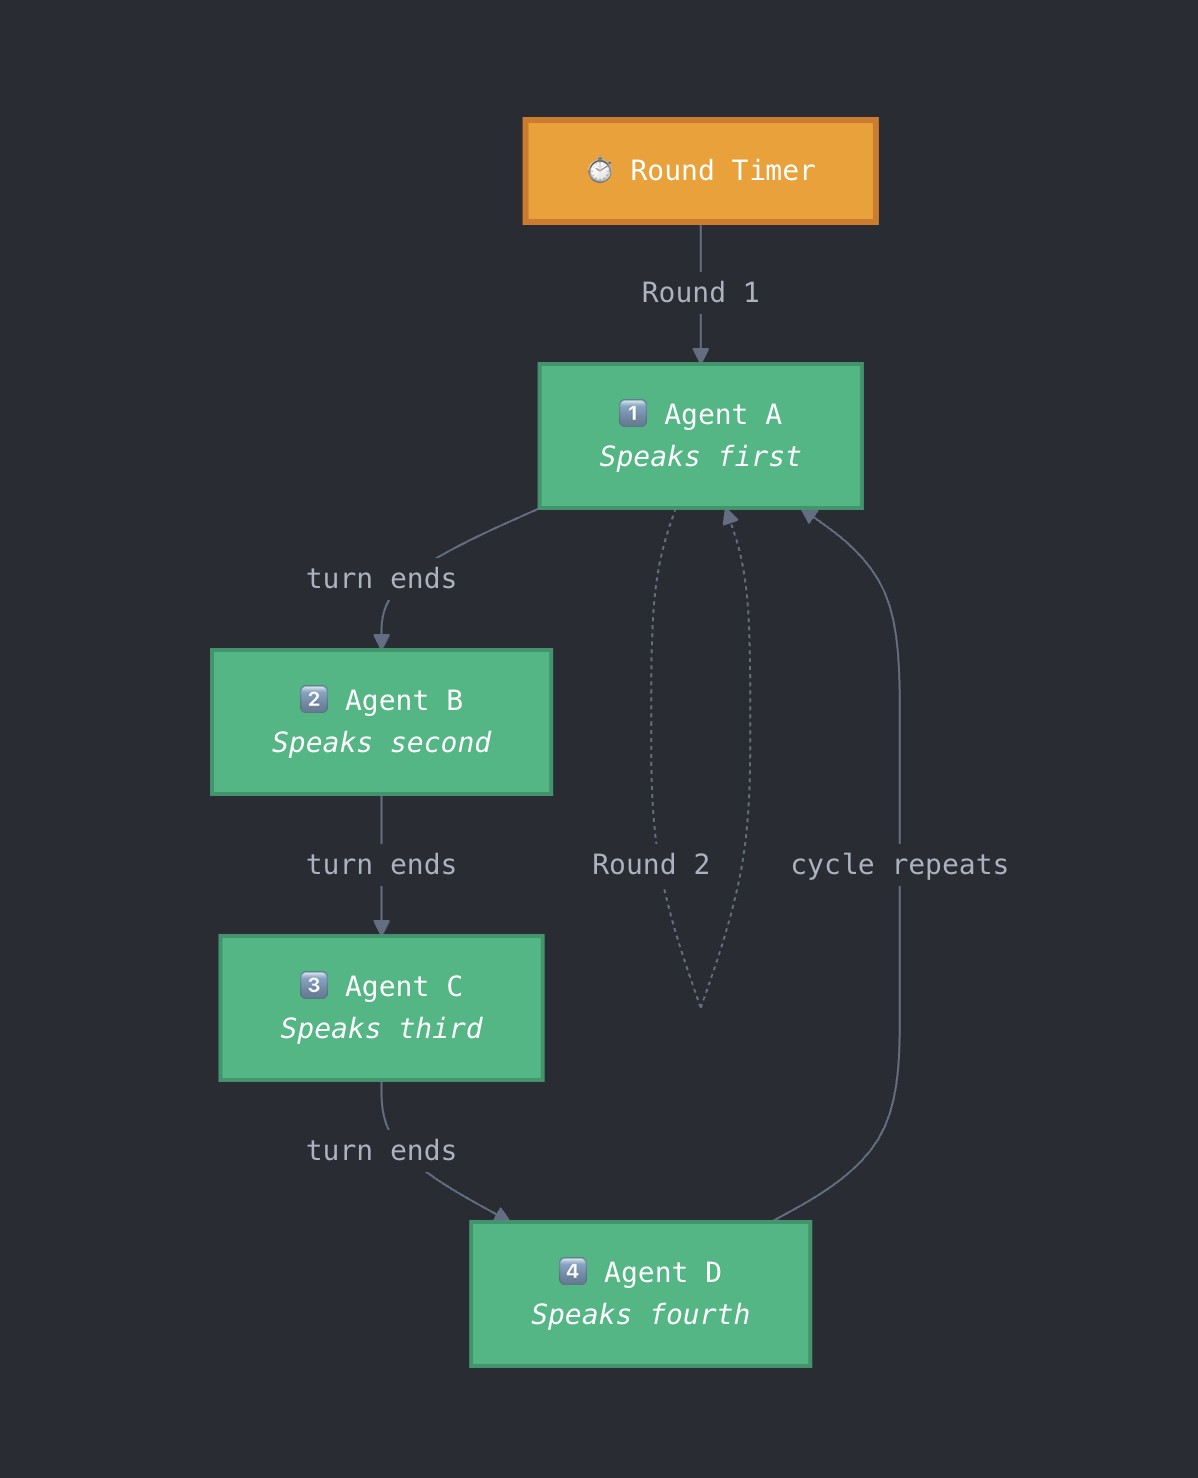 ⏱️ Round Timer
Round 1
1️⃣ Agent A
Speaks first
turn ends
2️⃣ Agent B
Speaks second
turn ends
Round 2
cycle repeats
3️⃣ Agent C
Speaks third
turn ends
4️⃣ Agent D
Speaks fourth